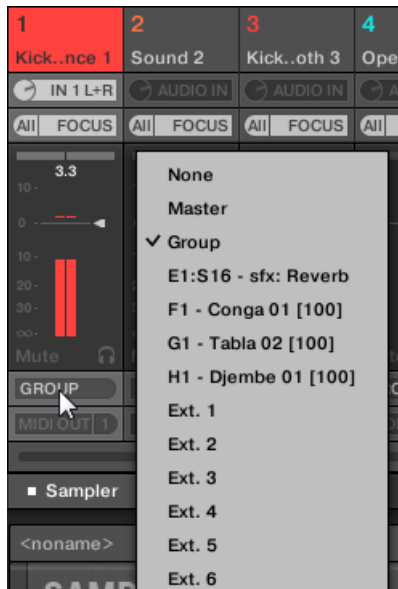 1 2 3 4
Kick..nce 1 Sound 2 Kick..oth 3 Ope
IN 1 L+R AUDIO IN AUDIO IN
All FOCUS All FOCUS All FOCUS All
3.3
10 -
0 -
10 -
20 -
30 -
∞-
Mute
GROUP
MIDI OUT 1
None
Master
Group
E1:S16 - sfx: Reverb
F1 - Conga 01 [100]
G1 - Tabla 02 [100]
H1 - Djembe 01 [100]
Ext. 1
Ext. 2
Ext. 3
Ext. 4
Ext. 5
Ext. 6
Sampler
<noname>